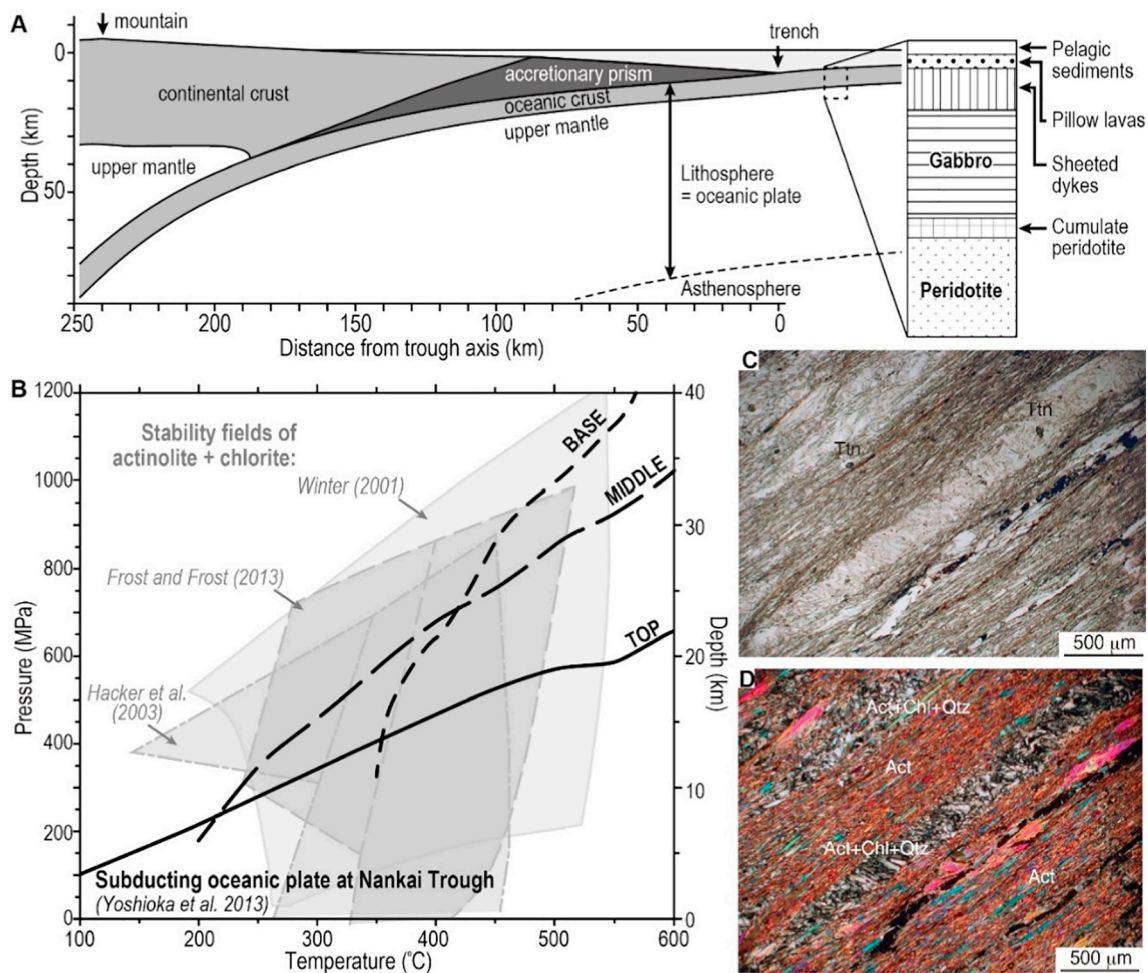 A
mountain
trench
0
50
Depth (km)
continental crust
accretionary prism
oceanic crust
upper mantle
upper mantle
Lithosphere
= oceanic plate
Asthenosphere
250
200
150
100
50
0
Distance from trough axis (km)
Pelagic
sediments
Pillow lavas
Sheeted
dykes
Gabbro
Cumulate
peridotite
Peridotite
B
1200
1000
800
600
400
200
0
Pressure (MPa)
40
30
20
10
0
Depth (km)
Stability fields of
actinolite + chlorite:
Winter (2001)
Frost and Frost (2013)
Hacker et al.
(2003)
BASE
MIDDLE
TOP
Subducting oceanic plate at Nankai Trough
(Yoshioka et al. 2013)
100
200
300
400
500
600
Temperature (°C)
C
Ttn
Ttn
500 μm
D
Act+Chl+Qtz
Act
Act+Chl+Qtz
Act
500 μm